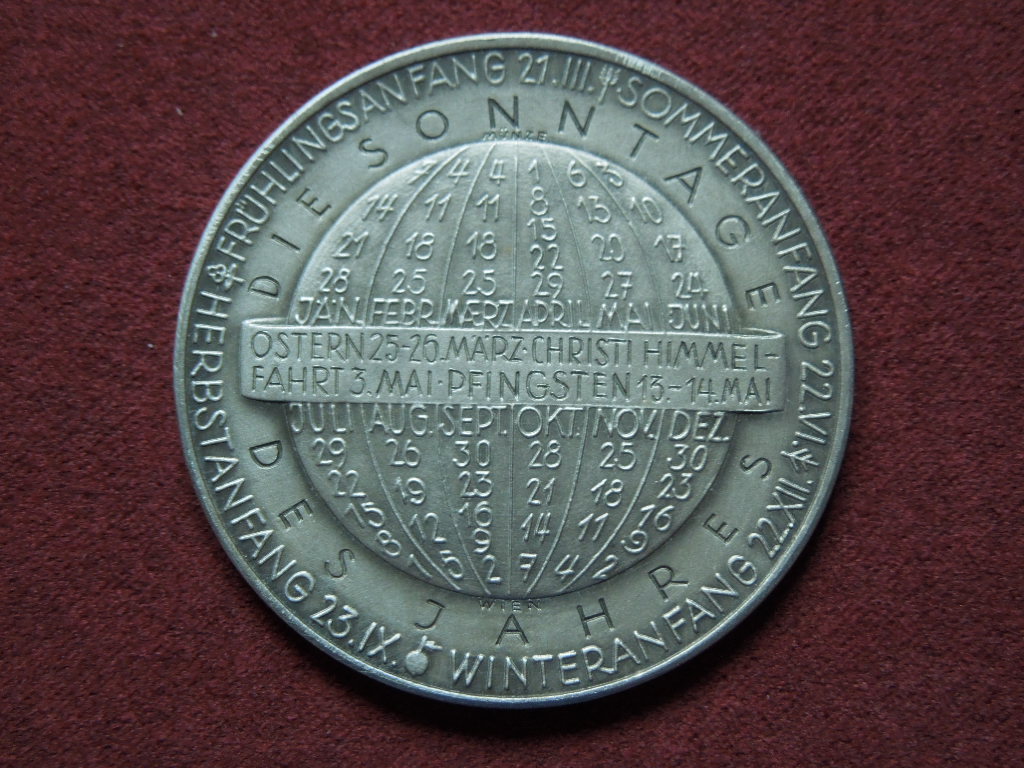 FRÜHLINGSANFANG 21.III.
SOMMERANFANG 22.VI.
WINTERANFANG 22.XII.
HERBSTANFANG 23.IX.
DIE SONNTAGE
DES JAHRES
MÜNZE
7 4 4 1 6 3
14 11 11 8 13 10
21 18 18 15 20 17
28 25 25 22 27 24
29
JÄN. FEBR. MÆRZ APRIL MAI JUNI
OSTERN 25-26. MÄRZ · CHRISTI HIMMEL-
FAHRT 3. MAI · PFINGSTEN 13-14. MAI
JULI AUG. SEPT. OKT. NOV. DEZ.
29 26 30 28 25 30
22 19 23 21 18 23
15 12 16 14 11 16
8 5 9 7 4 9
1 2 2
WIEN